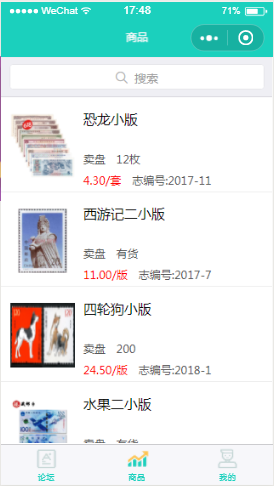 WeChat 17:48 71%
商品
搜索
恐龙小版
卖盘 12枚
4.30/套 志编号:2017-11
西游记二小版
卖盘 有货
11.00/版 志编号:2017-7
四轮狗小版
卖盘 200
24.50/版 志编号:2018-1
水果二小版
卖盘 有货
论坛 商品 我的